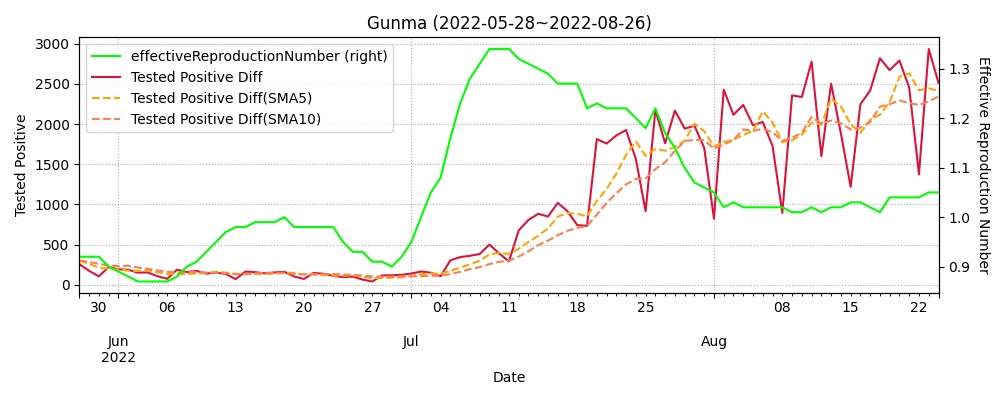 Gunma (2022-05-28~2022-08-26)
effectiveReproductionNumber (right)
Tested Positive Diff
Tested Positive Diff(SMA5)
Tested Positive Diff(SMA10)
Tested Positive
3000
2500
2000
1500
1000
500
0
Effective Reproduction Number
1.3
1.2
1.1
1.0
0.9
30 06 13 20 27 04 11 18 25 08 15 22
Jun Jul Aug
2022
Date